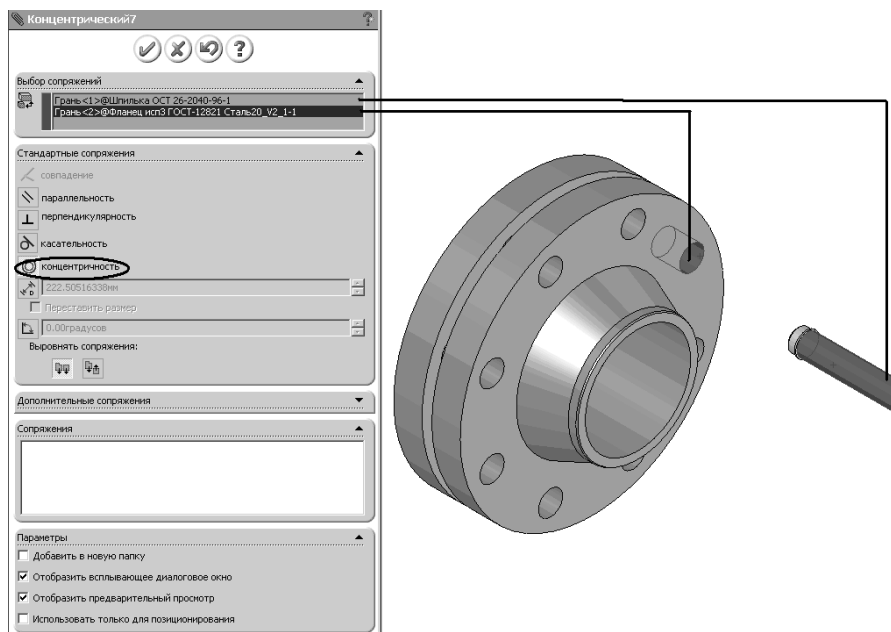 Концентрический7
Выбор сопряжений
Грань<1>@Шпилька ОСТ 26-2040-96-1
Грань<2>@Фланец исп3 ГОСТ-12821 Сталь20_V2_1-1
Стандартные сопряжения
совпадение
параллельность
перпендикулярность
касательность
концентричность
222.50516338мм
Переставить размер
0.00градусов
Выровнять сопряжения:
Дополнительные сопряжения
Сопряжения
Параметры
Добавить в новую папку
Отобразить всплывающее диалоговое окно
Отобразить предварительный просмотр
Использовать только для позиционирования